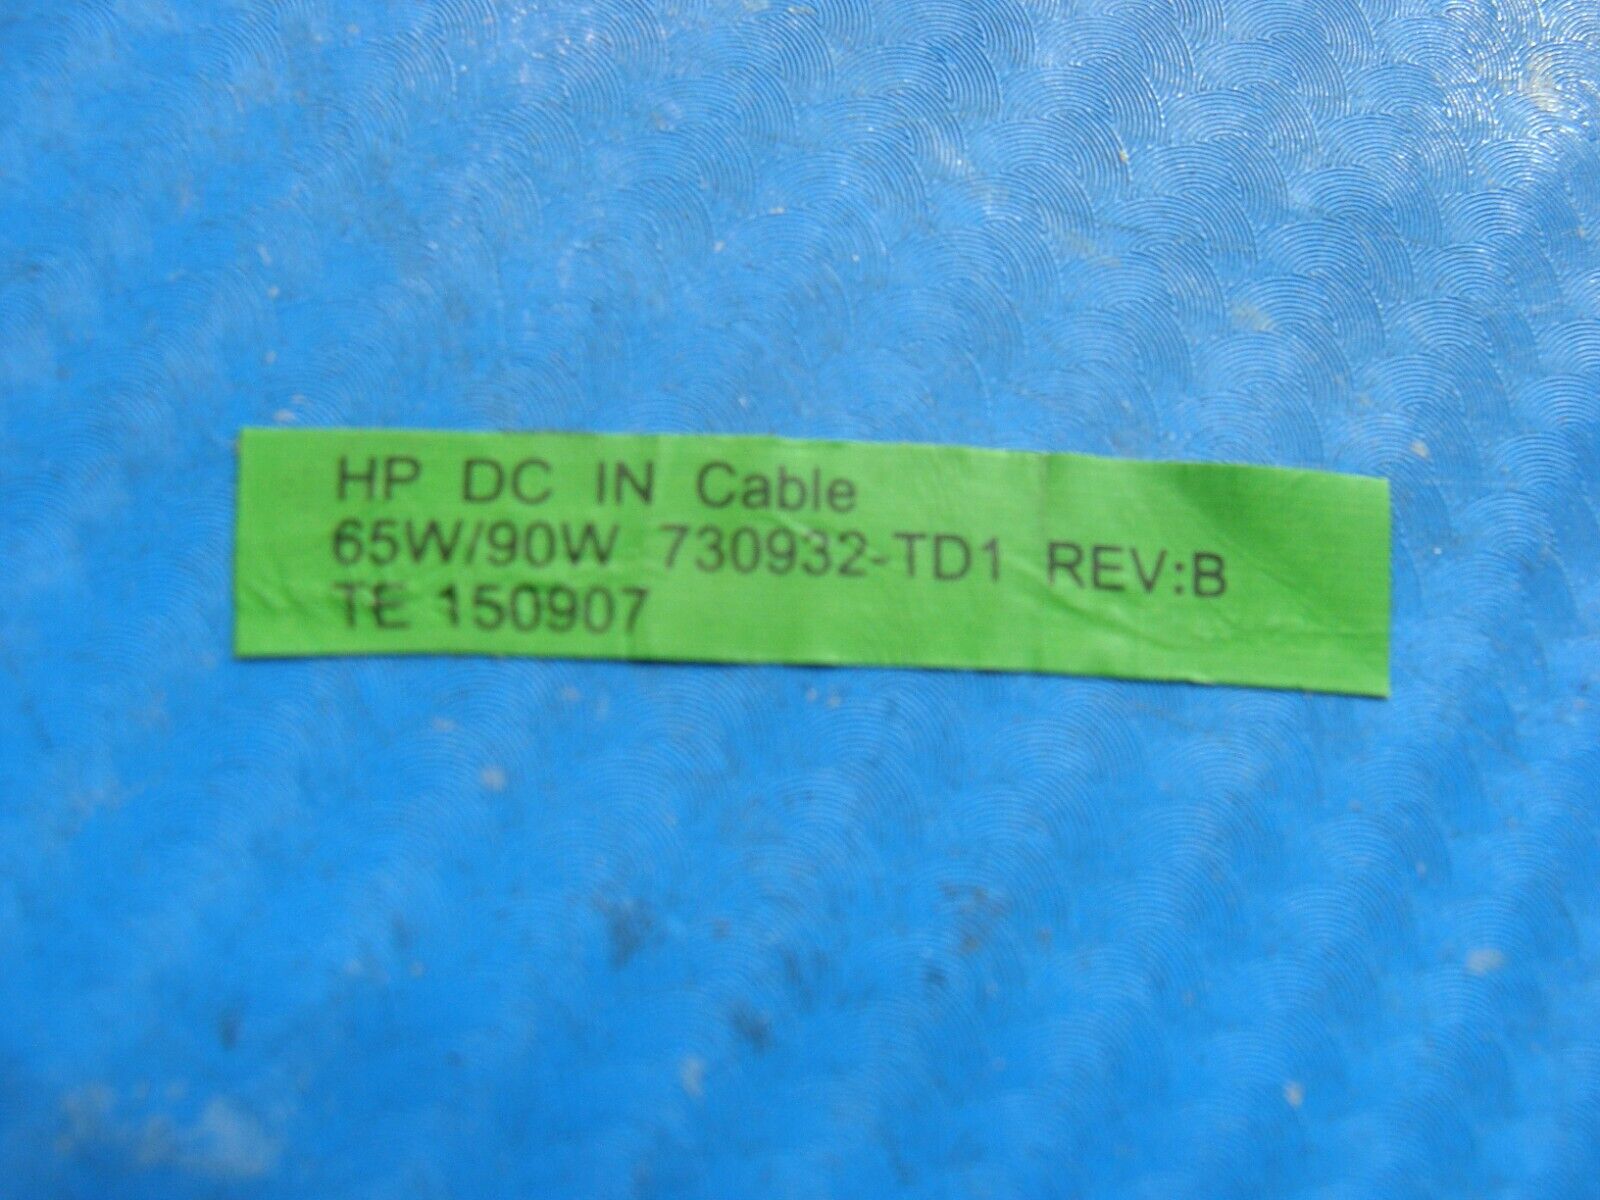 HP DC IN Cable
65W/90W 730932-TD1 REV:B
TE 150907